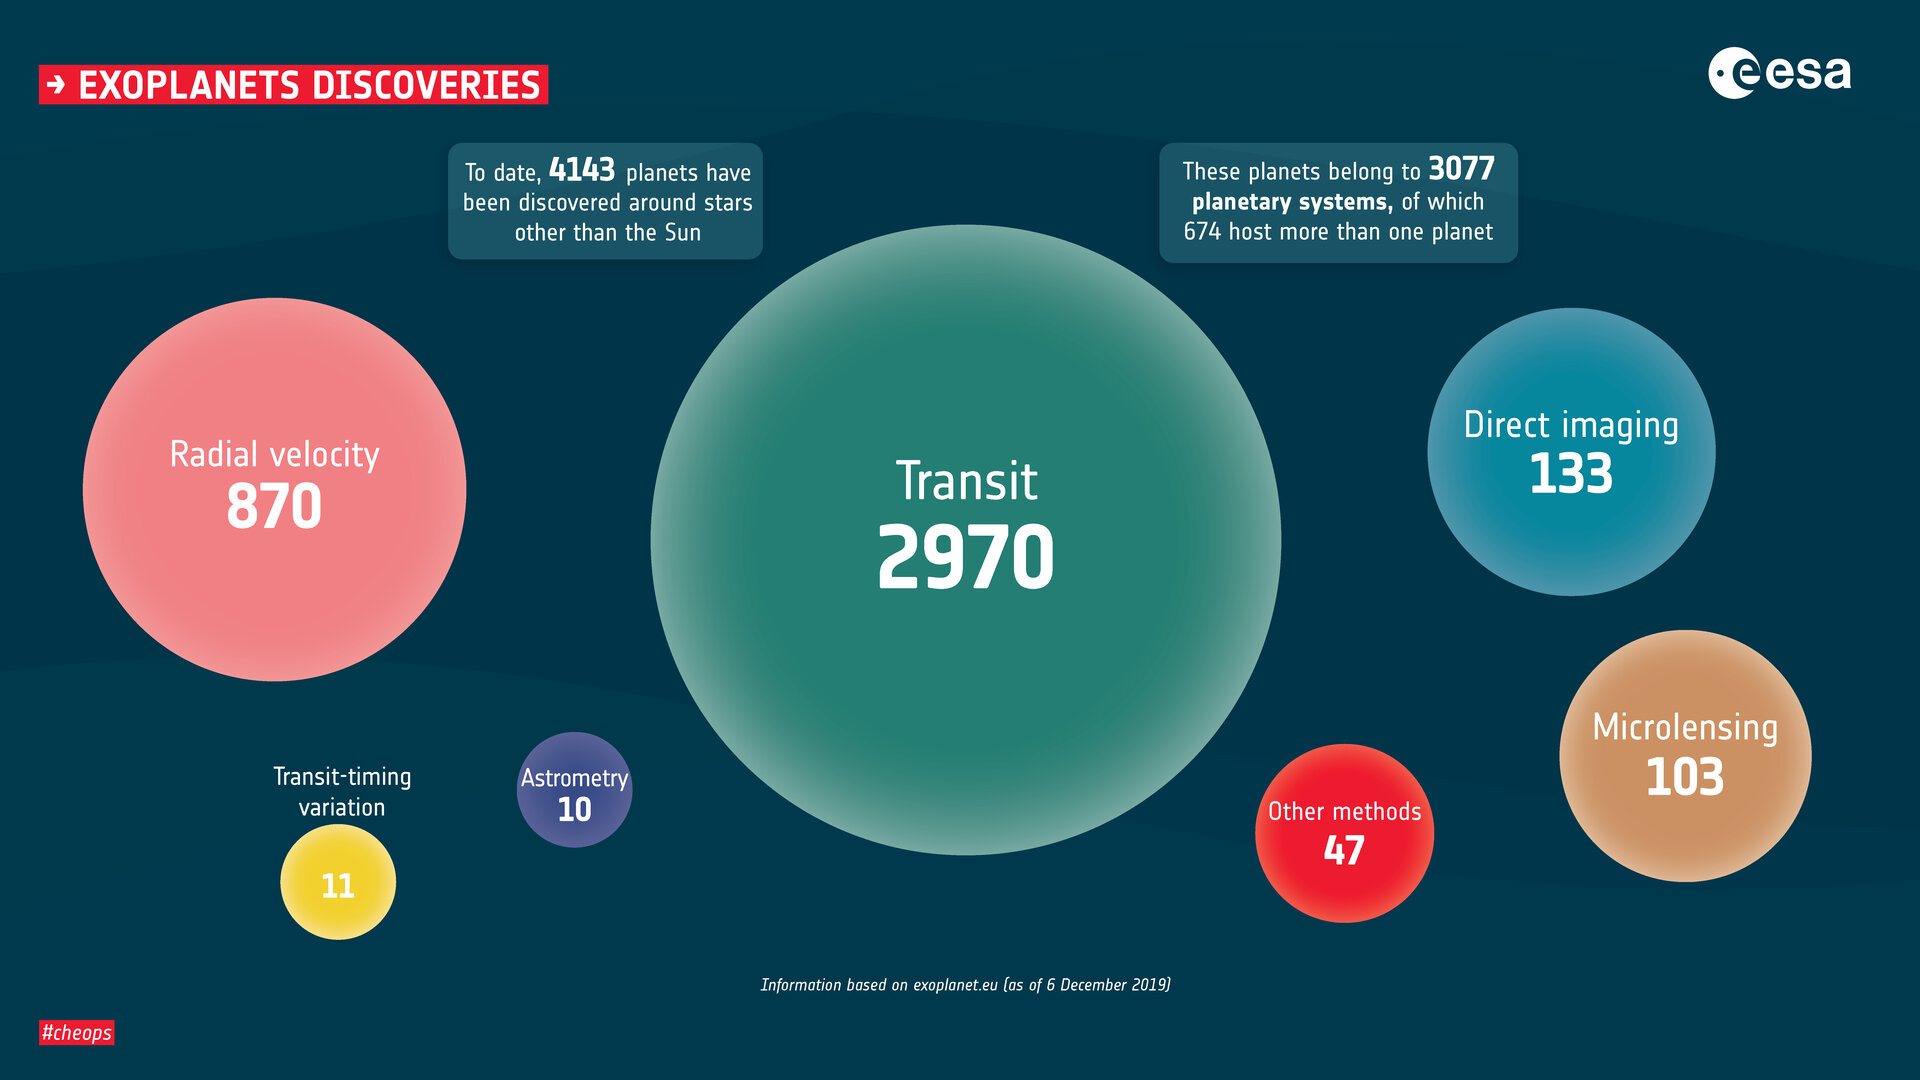 → EXOPLANETS DISCOVERIES
esa
To date, 4143 planets have
been discovered around stars
other than the Sun
These planets belong to 3077
planetary systems, of which
674 host more than one planet
Radial velocity
870
Transit
2970
Direct imaging
133
Microlensing
103
Transit-timing
variation
11
Astrometry
10
Other methods
47
Information based on exoplanet.eu (as of 6 December 2019)
#cheops